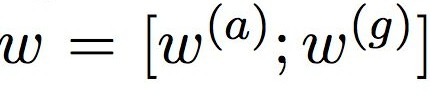 w = [w^{(a)}; w^{(g)}]